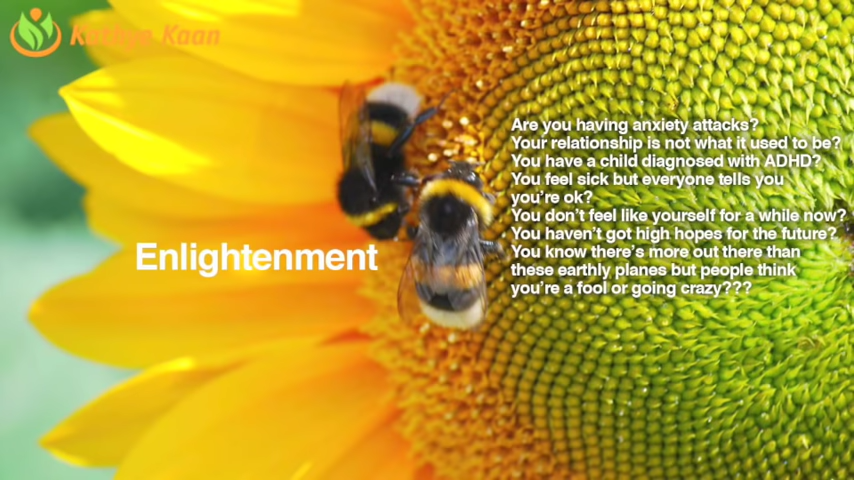 Kathye Kaan
Enlightenment
Are you having anxiety attacks?
Your relationship is not what it used to be?
You have a child diagnosed with ADHD?
You feel sick but everyone tells you
you're ok?
You don't feel like yourself for a while now?
You haven't got high hopes for the future?
You know there's more out there than
these earthly planes but people think
you're a fool or going crazy???